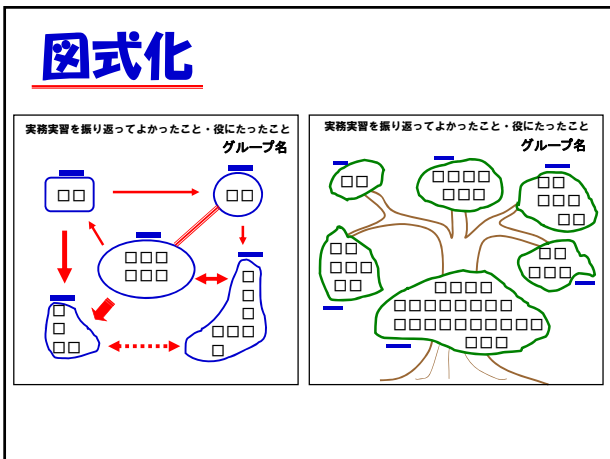 図式化
実務実習を振り返ってよかったこと・役にたったこと
グループ名
実務実習を振り返ってよかったこと・役にたったこと
グループ名